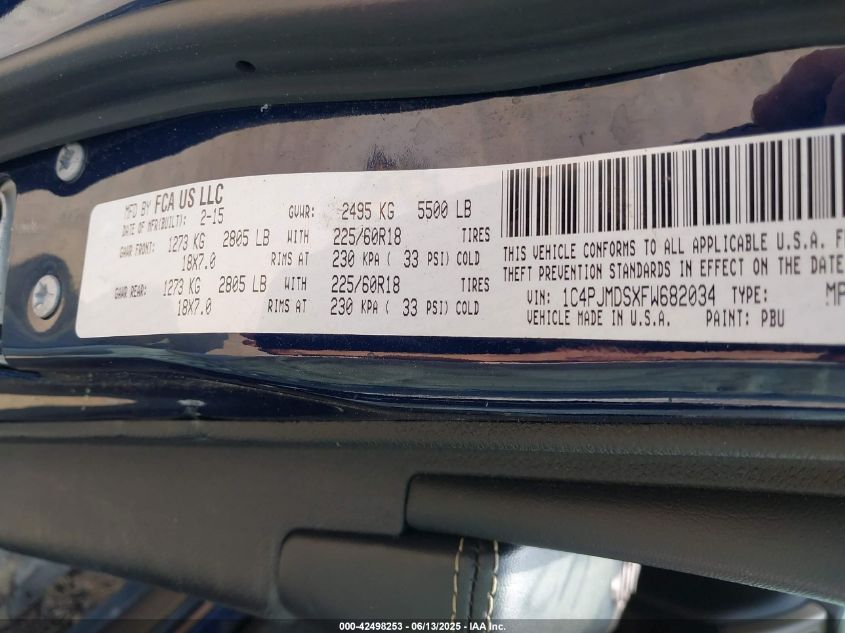 MFD BY FCA US LLC
DATE OF MFR(BUILT): 2-15 GVWR: 2495 KG 5500 LB
GAWR FRONT: 1273 KG 2805 LB WITH 225/60R18 TIRES
18X7.0 RIMS AT 230 KPA ( 33 PSI) COLD
GAWR REAR: 1273 KG 2805 LB WITH 225/60R18 TIRES
18X7.0 RIMS AT 230 KPA ( 33 PSI) COLD
THIS VEHICLE CONFORMS TO ALL APPLICABLE U.S.A.
THEFT PREVENTION STANDARDS IN EFFECT ON THE DATE
VIN: 1C4PJMDSXFW682034 TYPE: MP
VEHICLE MADE IN U.S.A. PAINT: PBU
000-42498253 - 06/13/2025 - IAA Inc.